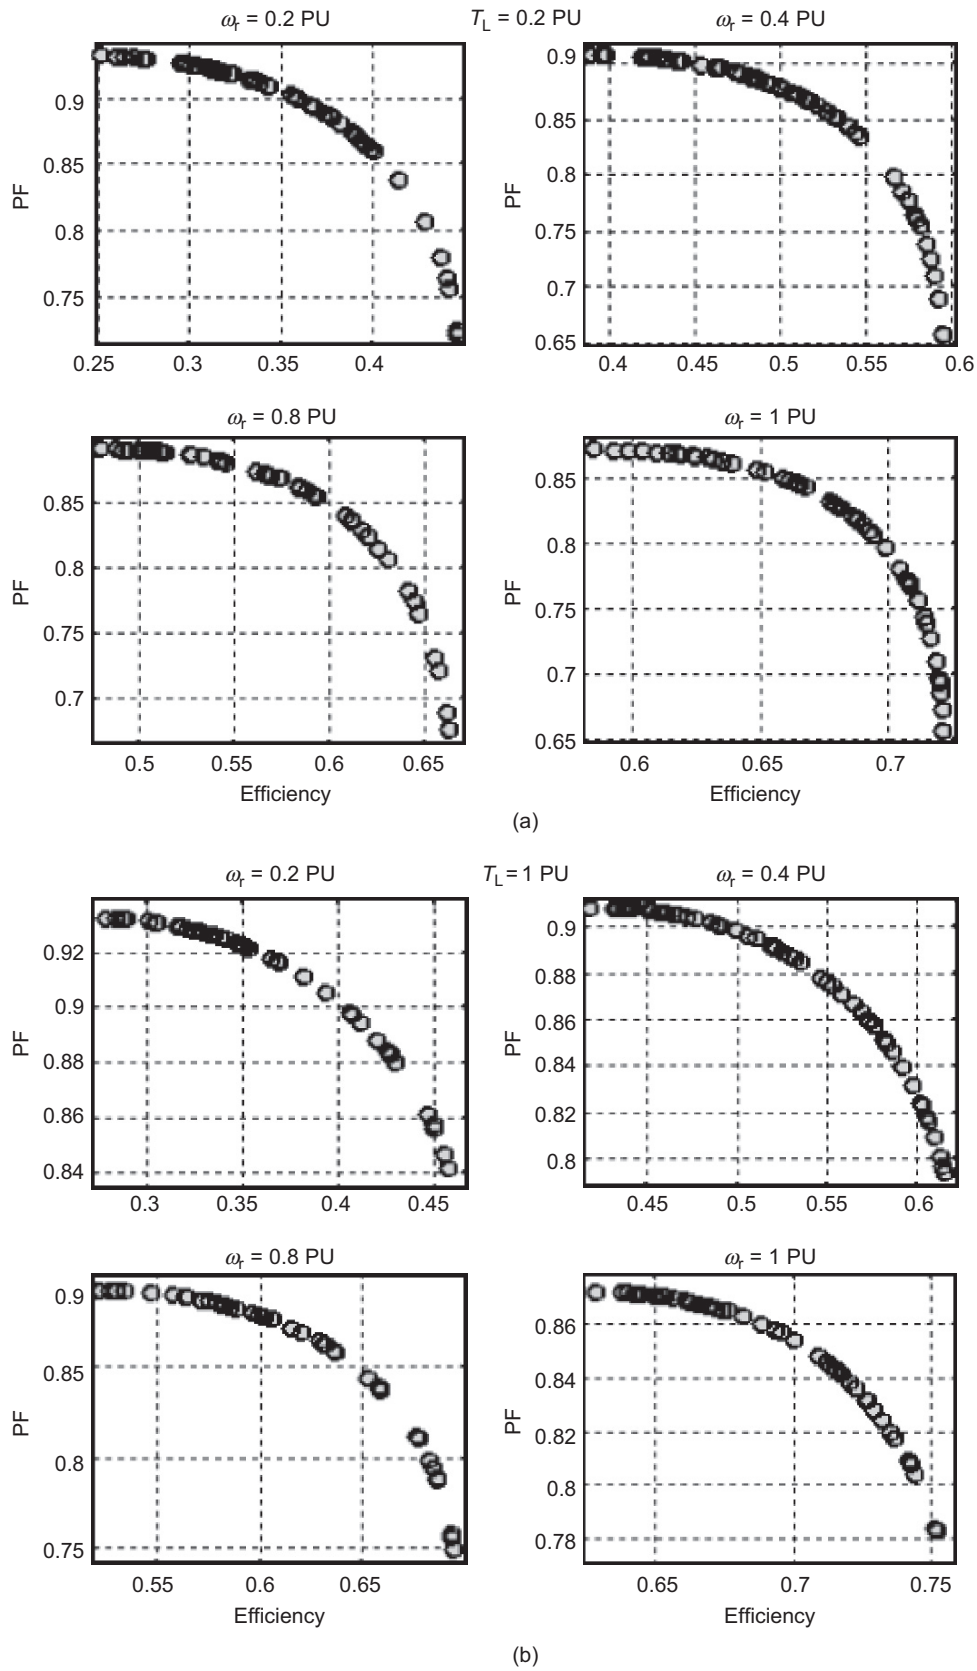 ωr = 0.2 PU TL = 0.2 PU ωr = 0.4 PU
PF
0.9
0.85
0.8
0.75
0.25 0.3 0.35 0.4
PF
0.9
0.85
0.8
0.75
0.7
0.65
0.4 0.45 0.5 0.55 0.6
ωr = 0.8 PU ωr = 1 PU
PF
0.85
0.8
0.75
0.7
0.5 0.55 0.6 0.65
Efficiency
PF
0.85
0.8
0.75
0.7
0.65
0.6 0.65 0.7
Efficiency
(a)
ωr = 0.2 PU TL = 1 PU ωr = 0.4 PU
PF
0.92
0.9
0.88
0.86
0.84
0.3 0.35 0.4 0.45
PF
0.9
0.88
0.86
0.84
0.82
0.8
0.45 0.5 0.55 0.6
ωr = 0.8 PU ωr = 1 PU
PF
0.9
0.85
0.8
0.75
0.55 0.6 0.65
Efficiency
PF
0.86
0.84
0.82
0.8
0.78
0.65 0.7 0.75
Efficiency
(b)